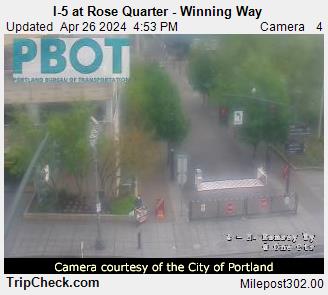 I-5 at Rose Quarter - Winning Way
Updated Apr 26 2024 4:53 PM Camera 4
PBOT
PORTLAND BUREAU OF TRANSPORTATION
Camera courtesy of the City of Portland
TripCheck.com Milepost302.00